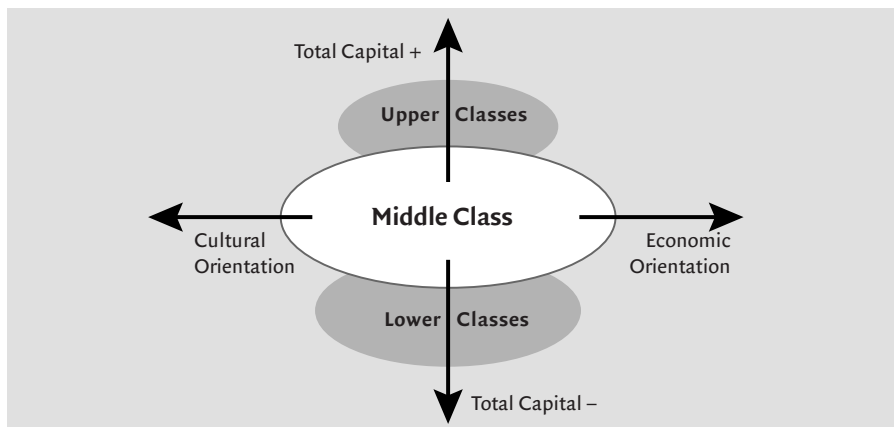 Total Capital +
Upper Classes
Middle Class
Cultural
Orientation
Economic
Orientation
Lower Classes
Total Capital –